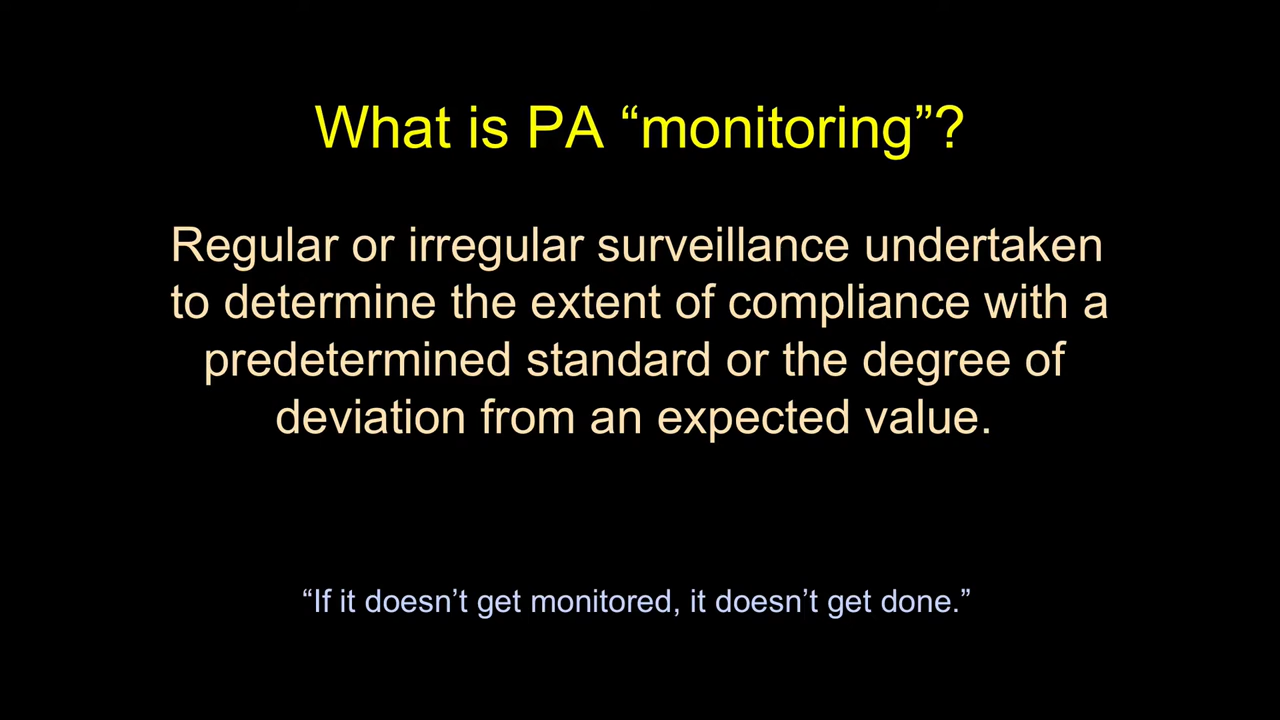 What is PA “monitoring”?
Regular or irregular surveillance undertaken
to determine the extent of compliance with a
predetermined standard or the degree of
deviation from an expected value.
“If it doesn’t get monitored, it doesn’t get done.”